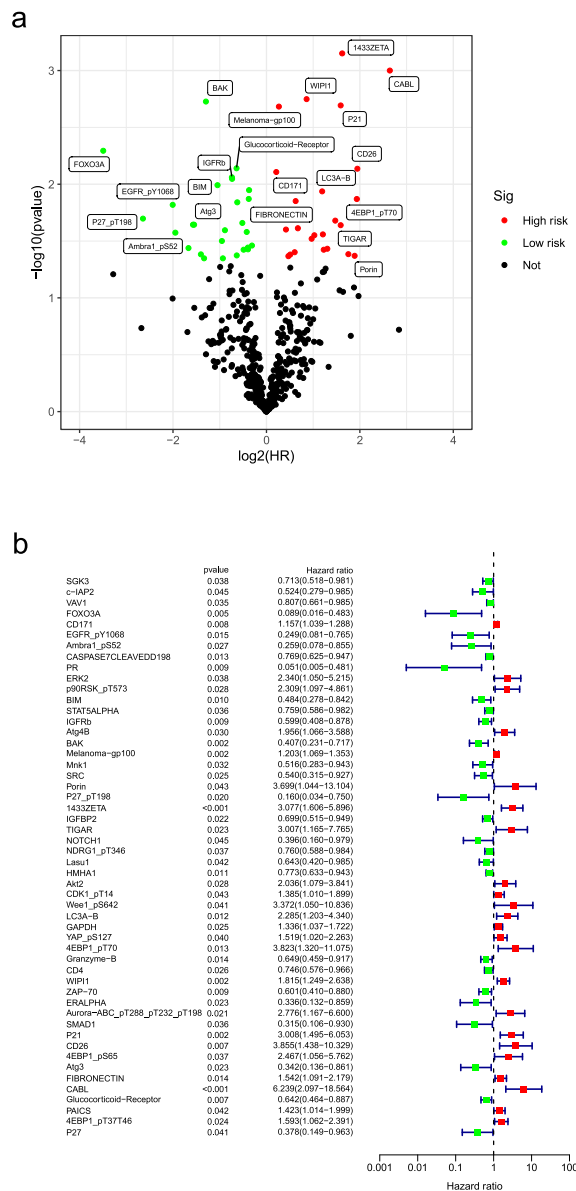 a
1433ZETA
3
BAK
WIPI1
CABL
Melanoma−gp100
P21
Glucocorticoid−Receptor
CD26
IGFRb
FOXO3A
LC3A−B
EGFR_pY1068
BIM
CD171
2
Sig
High risk
Low risk
Not
P27_pT198
Atg3
FIBRONECTIN
4EBP1_pT70
Ambra1_pS52
TIGAR
Porin
−log10(pvalue)
1
0
−4
−2
0
2
4
log2(HR)
b
pvalue Hazard ratio
SGK3 0.038 0.713(0.518−0.981)
c−IAP2 0.045 0.524(0.279−0.985)
VAV1 0.035 0.807(0.661−0.985)
FOXO3A 0.005 0.089(0.016−0.483)
CD171 0.008 1.157(1.039−1.288)
EGFR_pY1068 0.015 0.249(0.081−0.765)
Ambra1_pS52 0.027 0.259(0.078−0.855)
CASPASE7CLEAVEDD198 0.013 0.769(0.625−0.947)
PR 0.009 0.051(0.005−0.481)
ERK2 0.038 2.340(1.050−5.215)
p90RSK_pT573 0.028 2.309(1.097−4.861)
BIM 0.010 0.484(0.278−0.842)
STAT5ALPHA 0.036 0.759(0.586−0.982)
IGFRb 0.009 0.599(0.408−0.878)
Atg4B 0.030 1.956(1.066−3.588)
BAK 0.002 0.407(0.231−0.717)
Melanoma−gp100 0.002 1.203(1.069−1.353)
Mnk1 0.032 0.516(0.283−0.943)
SRC 0.025 0.540(0.315−0.927)
Porin 0.043 3.699(1.044−13.104)
P27_pT198 0.020 0.160(0.034−0.750)
1433ZETA <0.001 3.077(1.606−5.896)
IGFBP2 0.022 0.699(0.515−0.949)
TIGAR 0.023 3.007(1.165−7.765)
NOTCH1 0.045 0.396(0.160−0.979)
NDRG1_pT346 0.037 0.760(0.588−0.984)
Lasu1 0.042 0.643(0.420−0.985)
HMHA1 0.011 0.773(0.633−0.943)
Akt2 0.028 2.036(1.079−3.841)
CDK1_pT14 0.043 1.385(1.010−1.899)
Wee1_pS642 0.041 3.372(1.050−10.836)
LC3A−B 0.012 2.285(1.203−4.340)
GAPDH 0.025 1.336(1.037−1.722)
YAP_pS127 0.040 1.519(1.020−2.263)
4EBP1_pT70 0.013 3.823(1.320−11.075)
Granzyme−B 0.014 0.649(0.459−0.917)
CD4 0.026 0.746(0.576−0.966)
WIPI1 0.002 1.815(1.249−2.638)
ZAP−70 0.009 0.601(0.410−0.880)
ERALPHA 0.023 0.336(0.132−0.859)
Aurora−ABC_pT288_pT232_pT198 0.021 2.776(1.167−6.600)
SMAD1 0.036 0.315(0.106−0.930)
P21 0.002 3.008(1.495−6.053)
CD26 0.007 3.855(1.438−10.329)
4EBP1_pS65 0.037 2.467(1.056−5.762)
Atg3 0.023 0.342(0.136−0.861)
FIBRONECTIN 0.014 1.542(1.091−2.179)
CABL <0.001 6.239(2.097−18.564)
Glucocorticoid−Receptor 0.007 0.642(0.464−0.887)
PAICS 0.042 1.423(1.014−1.999)
4EBP1_pT37T46 0.024 1.593(1.062−2.391)
P27 0.041 0.378(0.149−0.963)
0.001 0.01 0.1 1 10 100
Hazard ratio